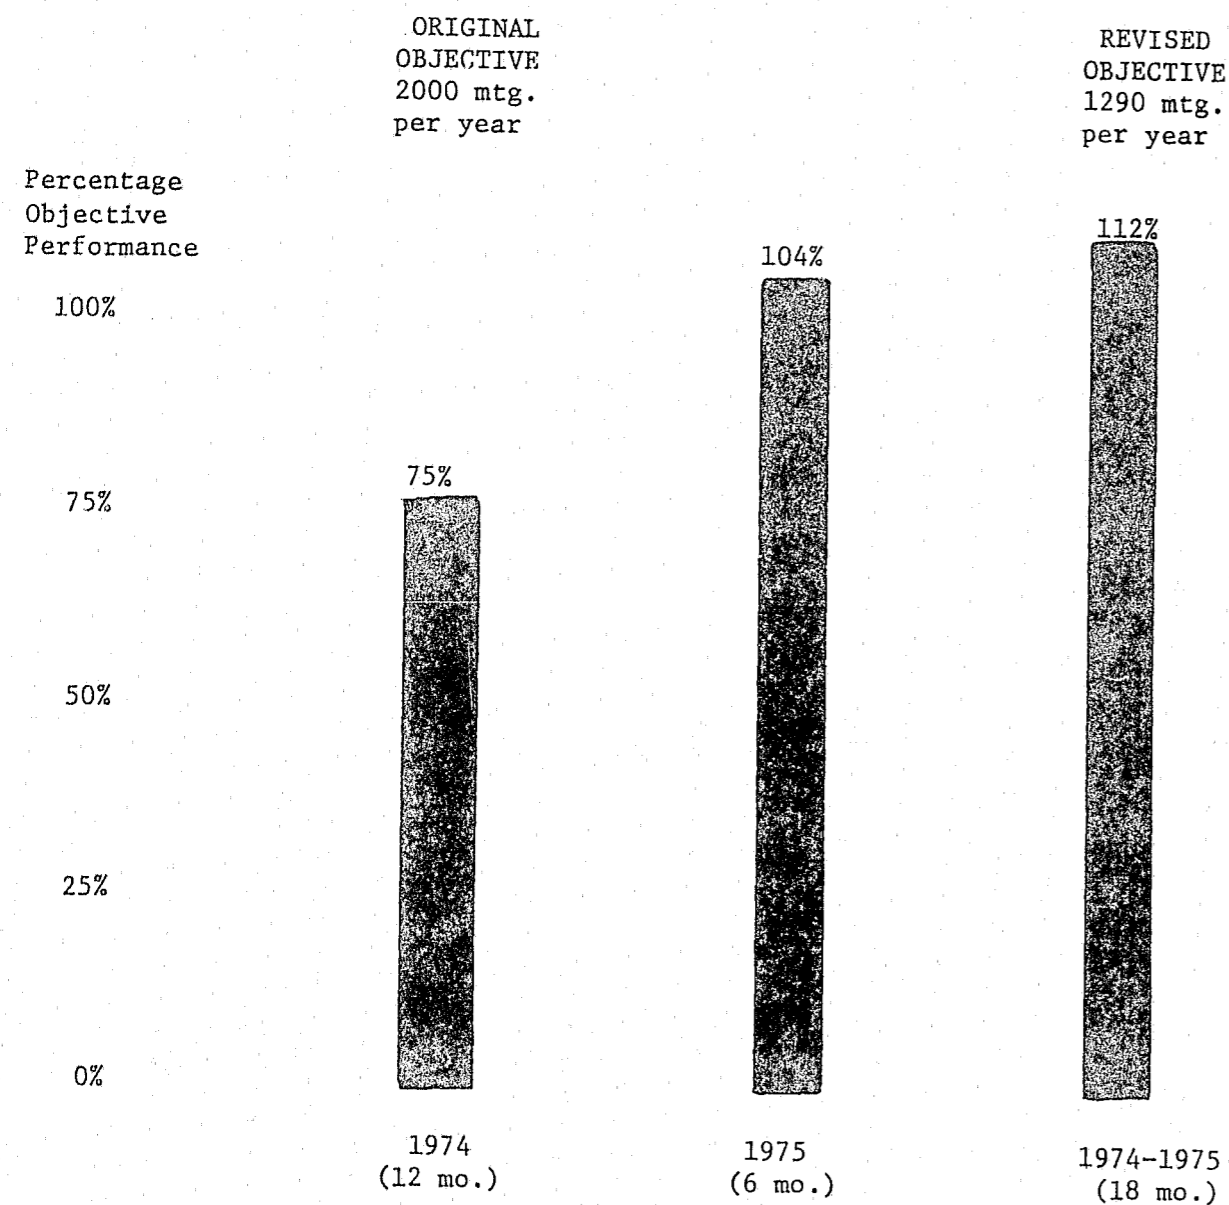 ORIGINAL
OBJECTIVE
2000 mtg.
per year
REVISED
OBJECTIVE
1290 mtg.
per year
Percentage
Objective
Performance
100%
75%
50%
25%
0%
75%
104%
112%
1974
(12 mo.)
1975
(6 mo.)
1974-1975
(18 mo.)